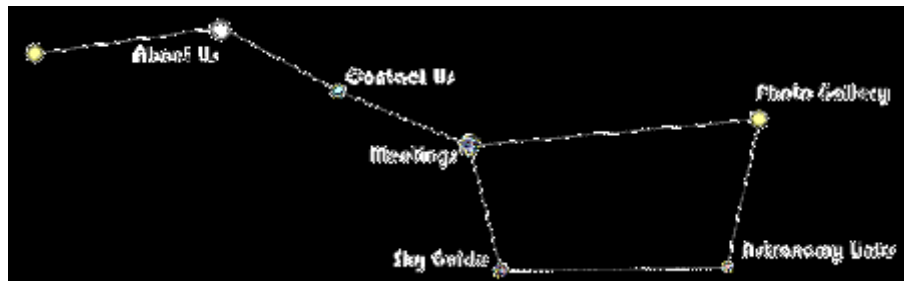 About Us
Contact Us
Photo Gallery
Meetings
Sky Guide
Astronomy Links